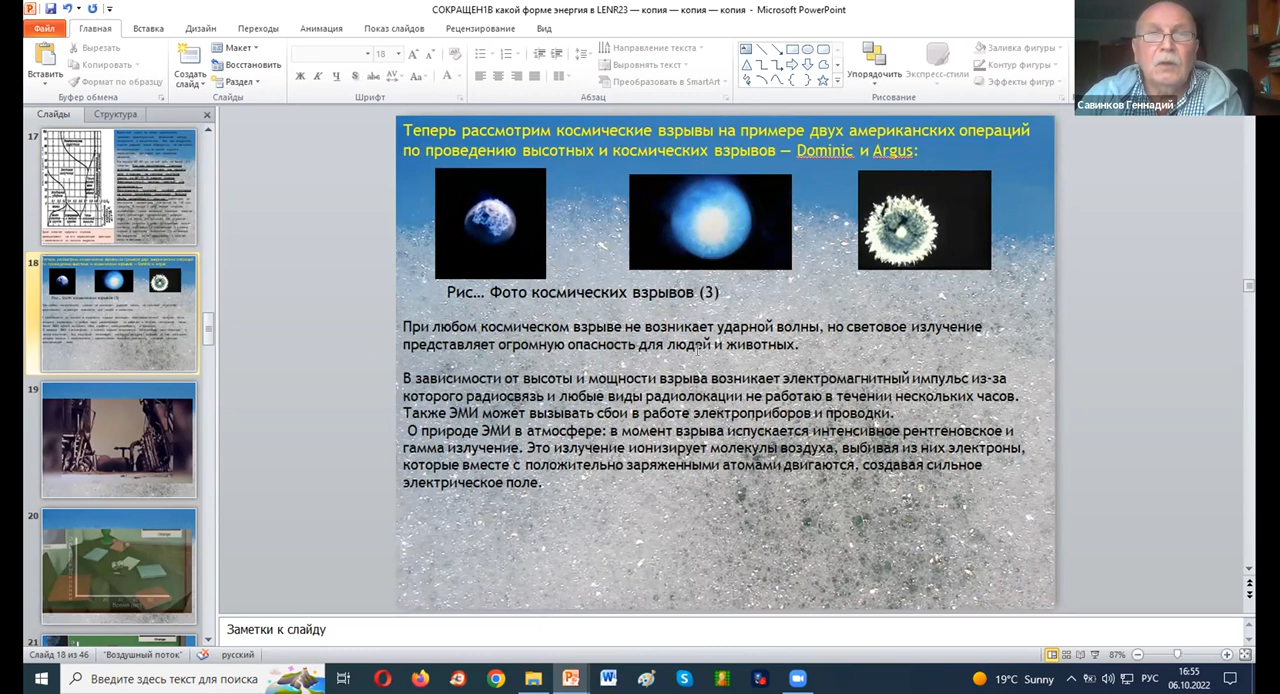 СОКРАЩЕН1В какой форме энергия в LENR23 — копия — копия — копия - Microsoft PowerPoint
Файл Главная Вставка Дизайн Переходы Анимация Показ слайдов Рецензирование Вид
Вставить
Вырезать
Копировать
Формат по образцу
Буфер обмена
Создать слайд
Макет
Восстановить
Раздел
Слайды
18
Шрифт
Направление текста
Выровнять текст
Преобразовать в SmartArt
Абзац
Упорядочить
Экспресс-стили
Заливка фигуры
Контур фигуры
Эффекты фигур
Рисование
Савинков Геннадий
Слайды Структура
17
18
19
20
21
Теперь рассмотрим космические взрывы на примере двух американских операций
по проведению высотных и космических взрывов — Dominic и Argus:
Рис... Фото космических взрывов (3)
При любом космическом взрыве не возникает ударной волны, но световое излучение
представляет огромную опасность для людей и животных.
В зависимости от высоты и мощности взрыва возникает электромагнитный импульс из-за
которого радиосвязь и любые виды радиолокации не работаю в течении нескольких часов.
Также ЭМИ может вызывать сбои в работе электроприборов и проводки.
О природе ЭМИ в атмосфере: в момент взрыва испускается интенсивное рентгеновское и
гамма излучение. Это излучение ионизирует молекулы воздуха, выбивая из них электроны,
которые вместе с положительно заряженными атомами двигаются, создавая сильное
электрическое поле.
Заметки к слайду
Слайд 18 из 46 "Воздушный поток" русский 87%
Введите здесь текст для поиска
19°C Sunny
РУС
16:55
06.10.2022